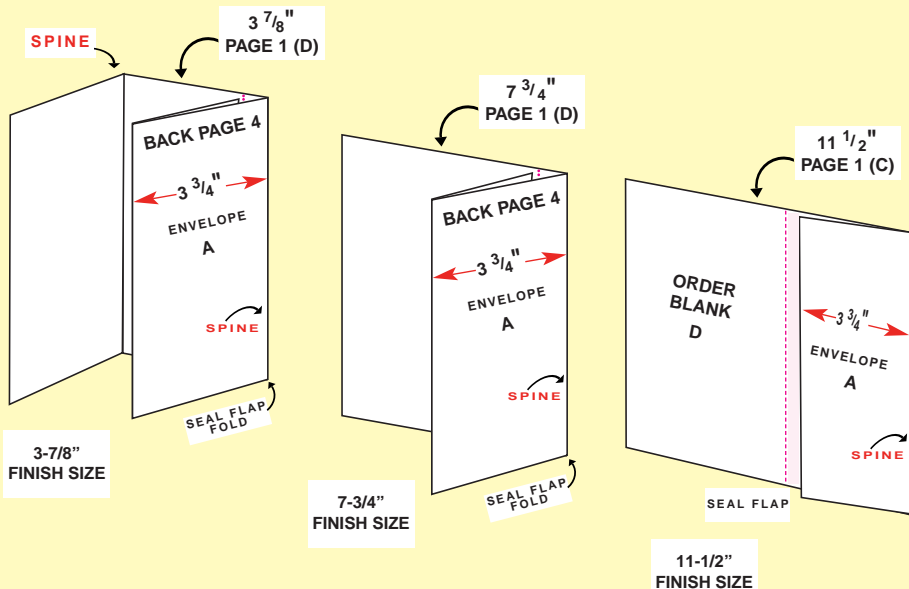 SPINE
3 7/8"
PAGE 1 (D)
BACK PAGE 4
3 3/4"
ENVELOPE
A
SPINE
SEAL FLAP
FOLD
3-7/8”
FINISH SIZE
7 3/4"
PAGE 1 (D)
BACK PAGE 4
3 3/4"
ENVELOPE
A
SPINE
SEAL FLAP
FOLD
7-3/4”
FINISH SIZE
11 1/2"
PAGE 1 (C)
ORDER
BLANK
D
3 3/4"
ENVELOPE
A
SPINE
SEAL FLAP
11-1/2”
FINISH SIZE